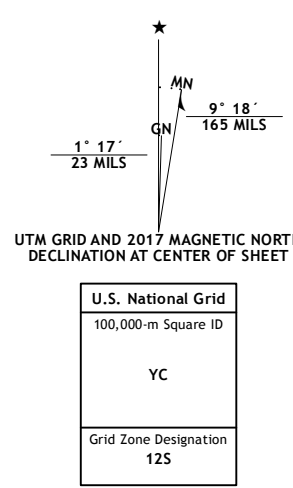 ★
MN
GN
9° 18´
165 MILS
1° 17´
23 MILS
UTM GRID AND 2017 MAGNETIC NORT
DECLINATION AT CENTER OF SHEET
U.S. National Grid
100,000-m Square ID
YC
Grid Zone Designation
12S